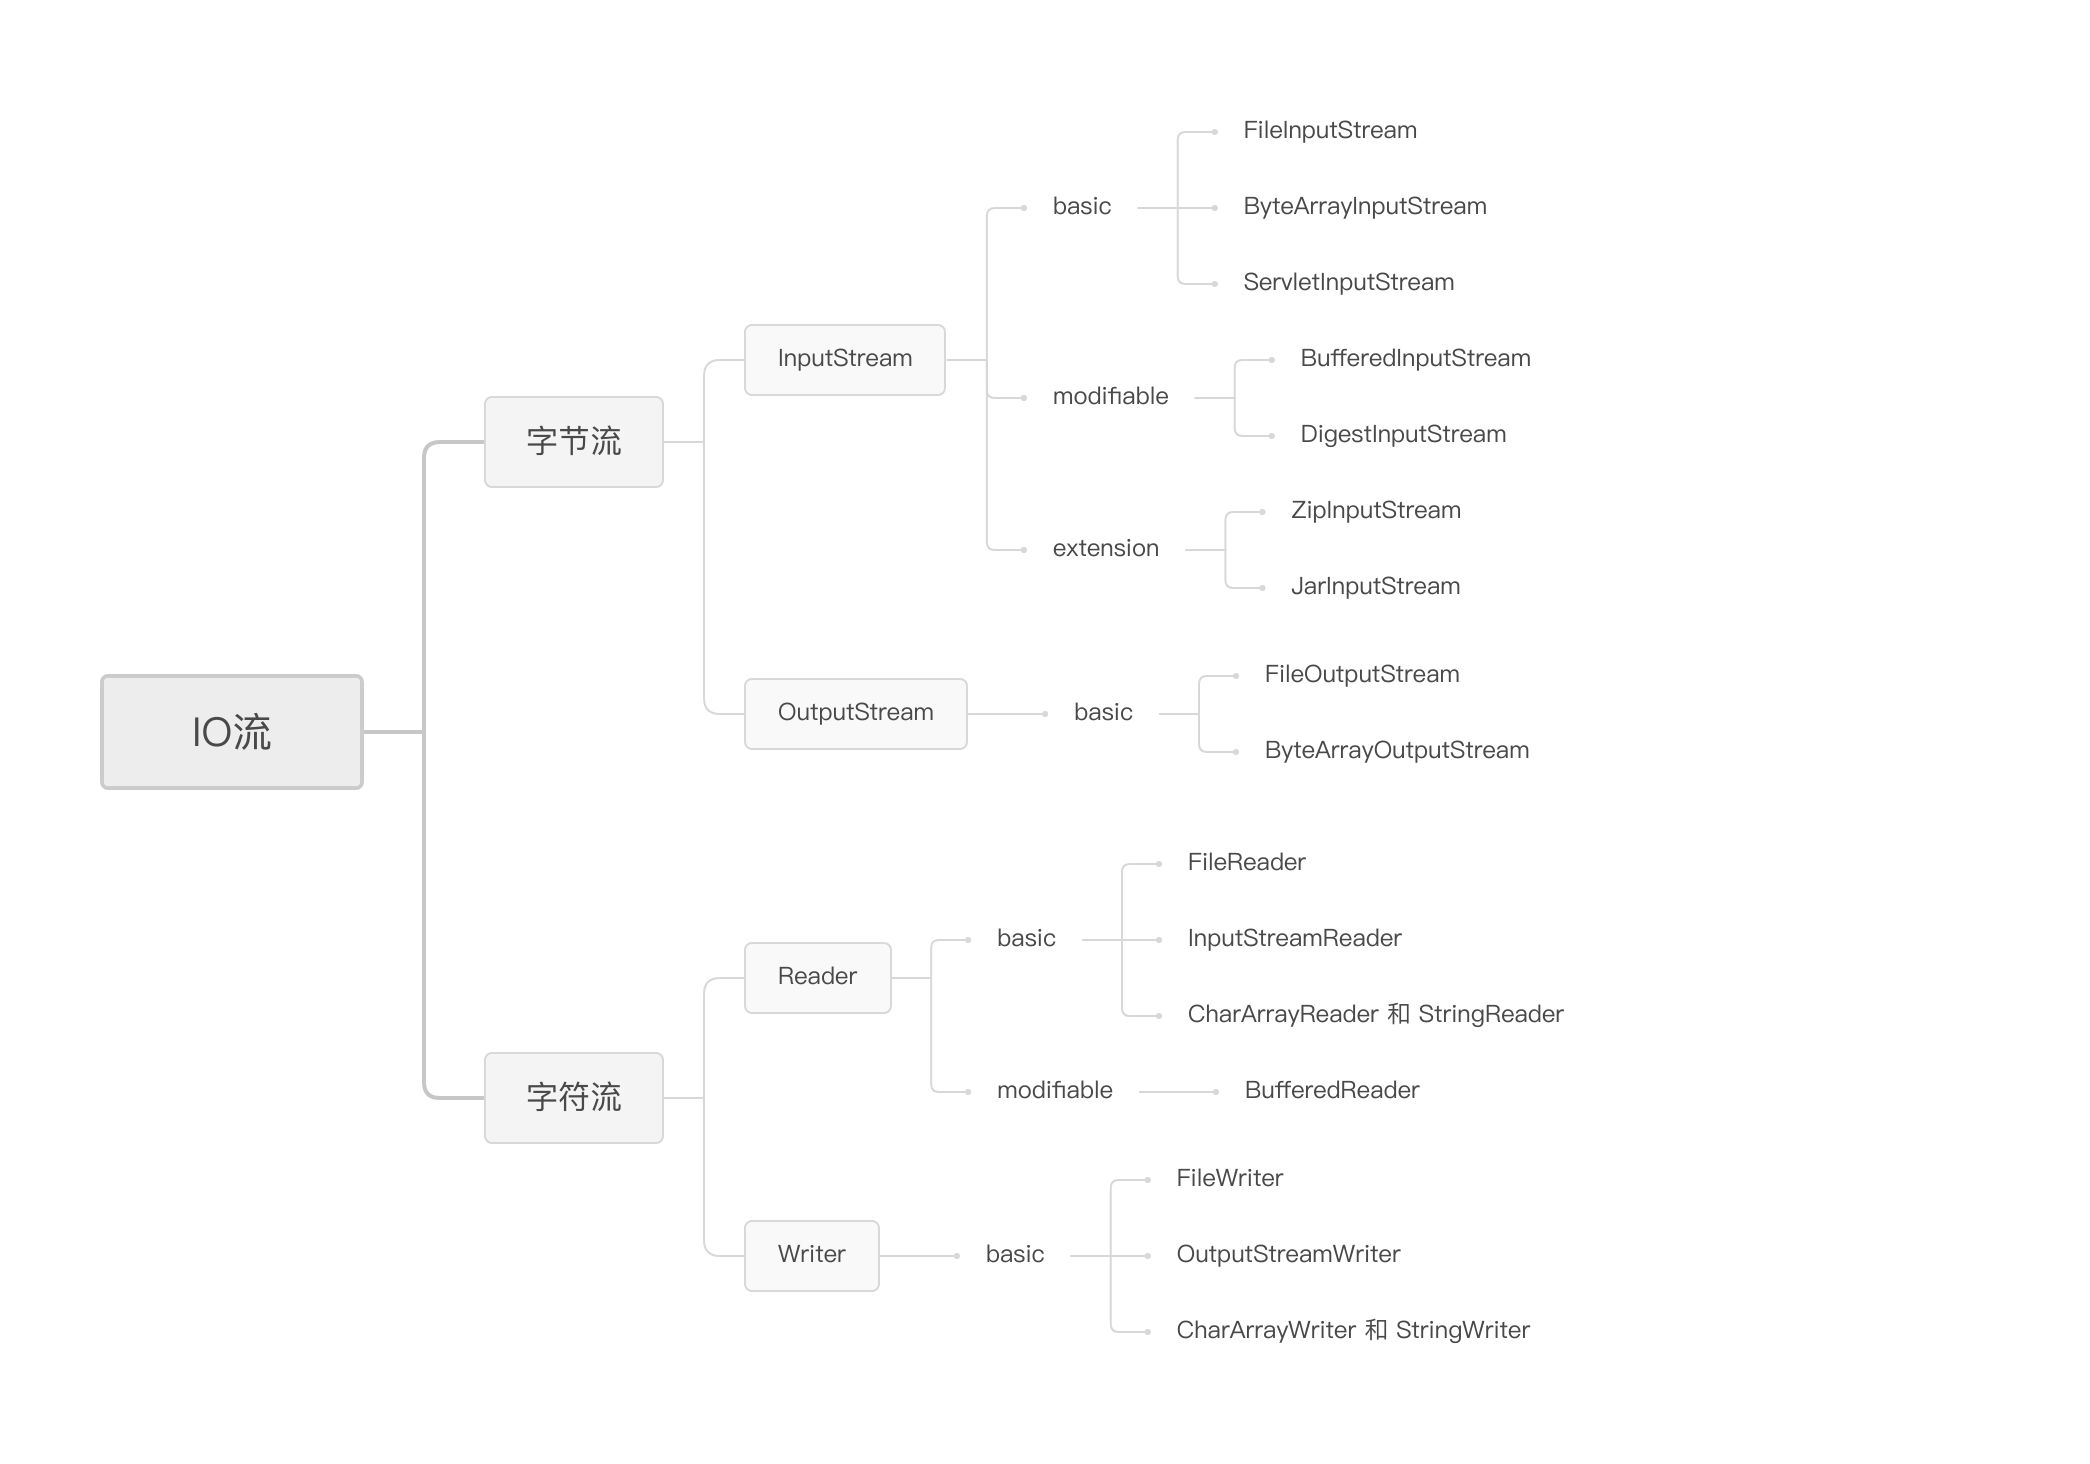 IO流
字节流
InputStream
basic
FileInputStream
ByteArrayInputStream
ServletInputStream
modifiable
BufferedInputStream
DigestInputStream
extension
ZipInputStream
JarInputStream
OutputStream
basic
FileOutputStream
ByteArrayOutputStream
字符流
Reader
basic
FileReader
InputStreamReader
CharArrayReader 和 StringReader
modifiable
BufferedReader
Writer
basic
FileWriter
OutputStreamWriter
CharArrayWriter 和 StringWriter